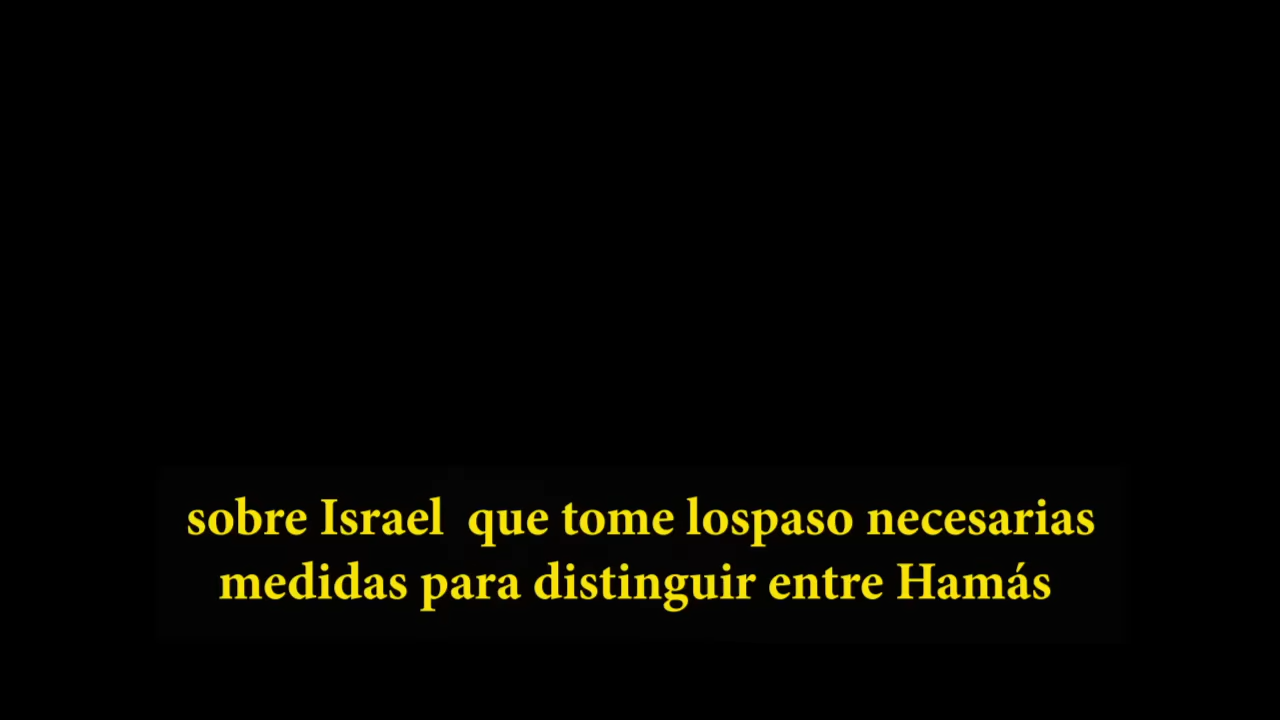 sobre Israel  que tome lospaso necesarias
medidas para distinguir entre Hamás